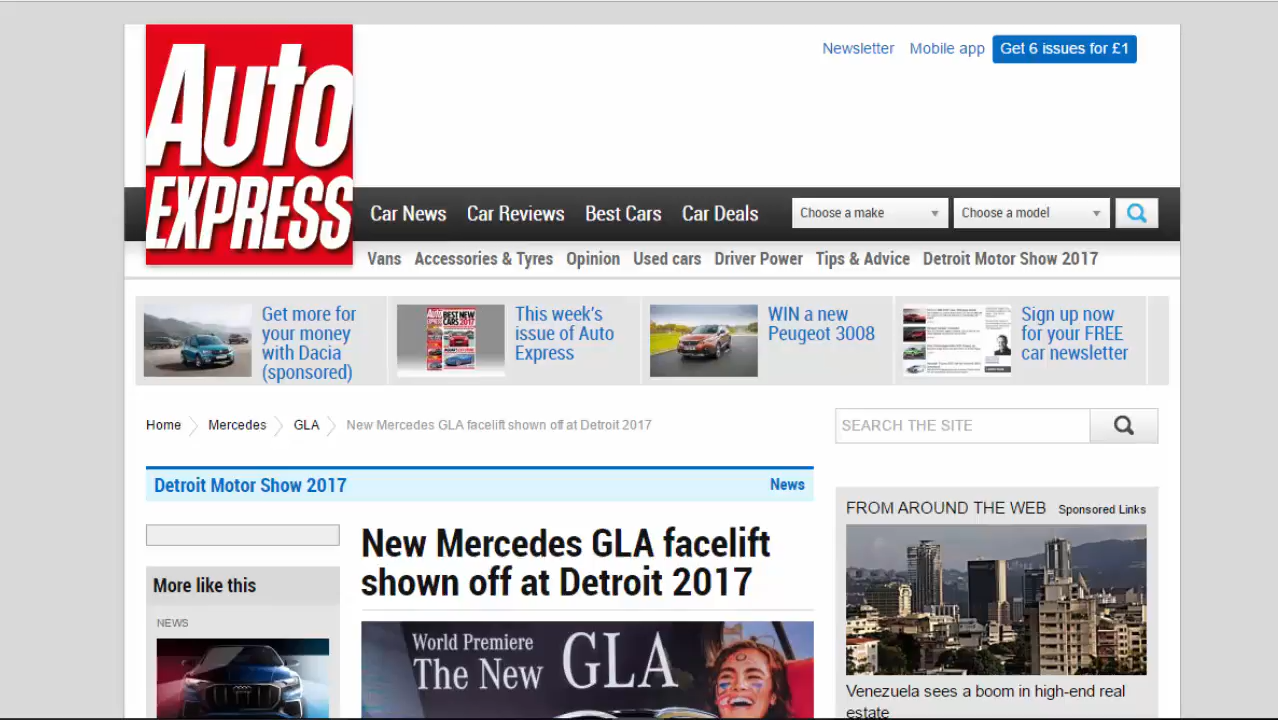 Auto
EXPRESS
Newsletter Mobile app Get 6 issues for £1
Car News Car Reviews Best Cars Car Deals Choose a make Choose a model
Vans Accessories & Tyres Opinion Used cars Driver Power Tips & Advice Detroit Motor Show 2017
Get more for
your money
with Dacia
(sponsored)
BEST NEW
CARS 2017
This week's
issue of Auto
Express
WIN a new
Peugeot 3008
Sign up now
for your FREE
car newsletter
Home Mercedes GLA New Mercedes GLA facelift shown off at Detroit 2017
SEARCH THE SITE
Detroit Motor Show 2017 News
New Mercedes GLA facelift
shown off at Detroit 2017
More like this
NEWS
World Premiere
The New GLA
FROM AROUND THE WEB Sponsored Links
Venezuela sees a boom in high-end real
estate